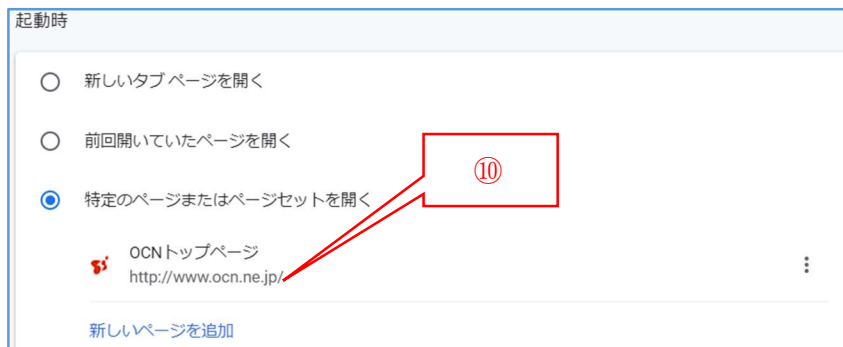 起動時
新しいタブ ページを開く
前回開いていたページを開く
⑩
特定のページまたはページセットを開く
OCNトップページ
http://www.ocn.ne.jp/
新しいページを追加